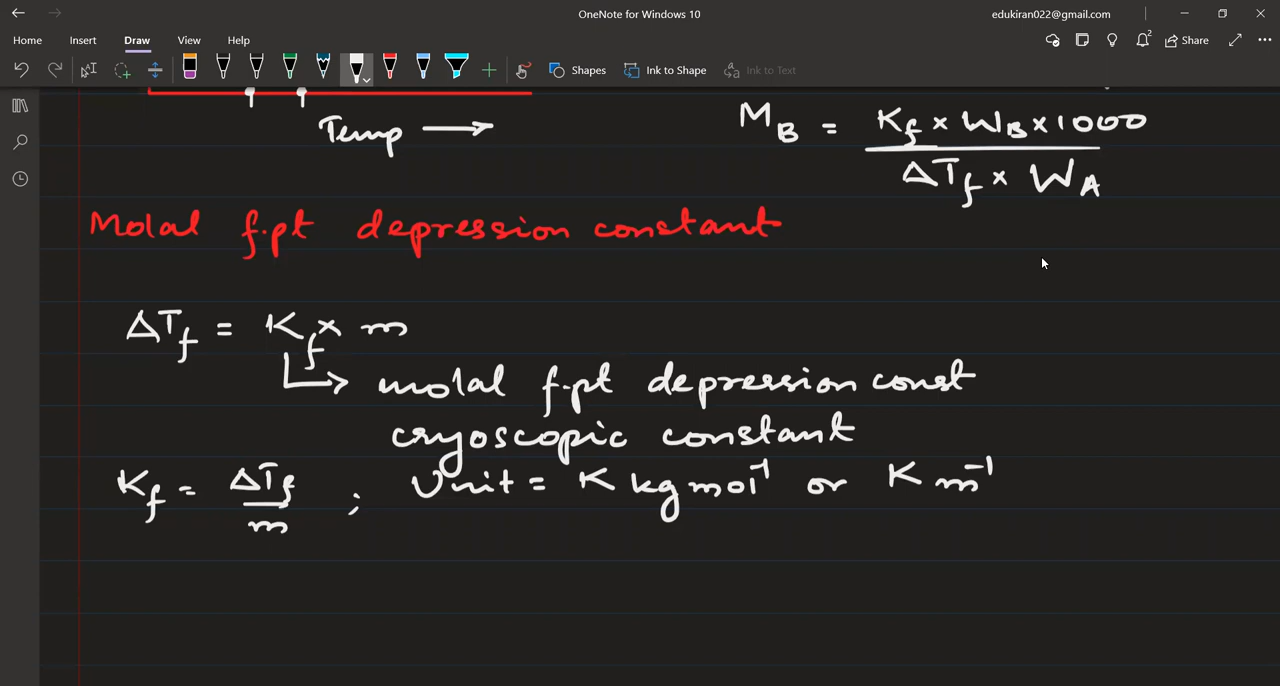 OneNote for Windows 10
edukiran022@gmail.com
Home Insert Draw View Help
Share
Shapes Ink to Shape Ink to Text
Temp →
M_B = K_f × W_B × 1000 / ΔT_f × W_A
Molal f.pt depression constant
ΔT_f = K_f × m
→ molal f.pt depression const
cryoscopic constant
K_f = ΔT_f / m ; Unit = K kg mol⁻¹ or K m⁻¹